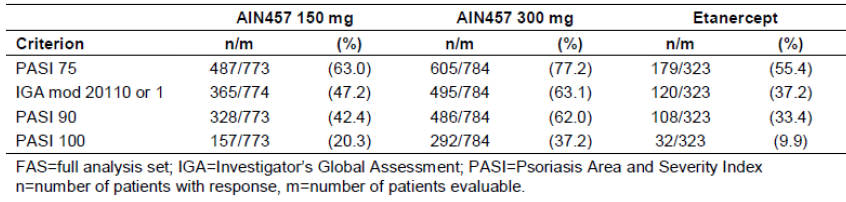 AIN457 150 mg AIN457 300 mg Etanercept
Criterion n/m (%) n/m (%) n/m (%)
PASI 75 487/773 (63.0) 605/784 (77.2) 179/323 (55.4)
IGA mod 20110 or 1 365/774 (47.2) 495/784 (63.1) 120/323 (37.2)
PASI 90 328/773 (42.4) 486/784 (62.0) 108/323 (33.4)
PASI 100 157/773 (20.3) 292/784 (37.2) 32/323 (9.9)
FAS=full analysis set; IGA=Investigator's Global Assessment; PASI=Psoriasis Area and Severity Index
n=number of patients with response, m=number of patients evaluable.